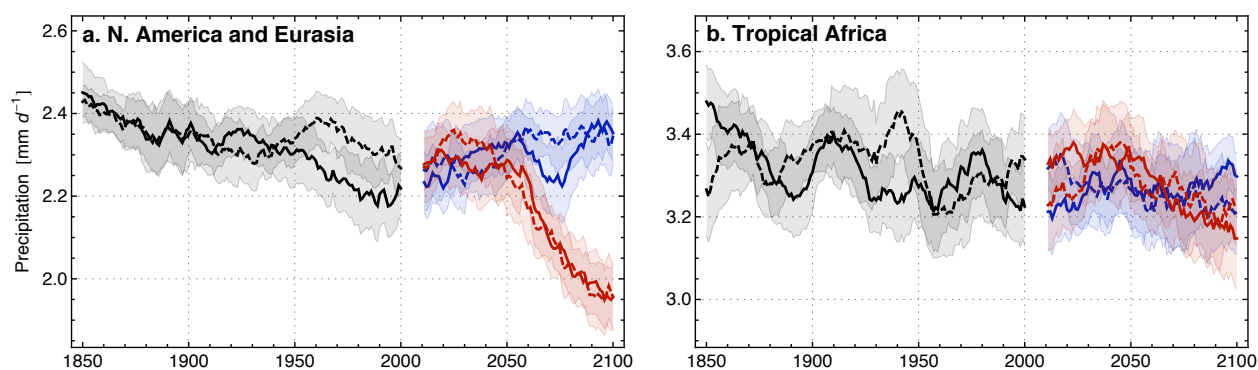 a. N. America and Eurasia
Precipitation [mm d⁻¹]
2.6
2.4
2.2
2.0
1850 1900 1950 2000 2050 2100
b. Tropical Africa
3.6
3.4
3.2
3.0
1850 1900 1950 2000 2050 2100